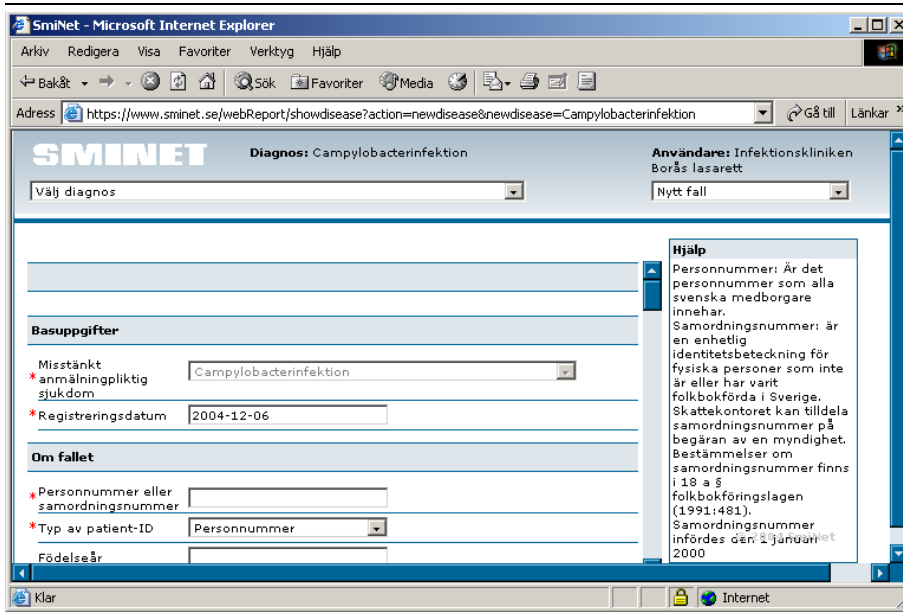 SmiNet - Microsoft Internet Explorer
Arkiv Redigera Visa Favoriter Verktyg Hjälp
Bakåt Sök Favoriter Media
Adress https://www.sminet.se/webReport/showdisease?action=newdisease&newdisease=Campylobacterinfektion Gå till Länkar »
SMINET
Diagnos: Campylobacterinfektion
Användare: Infektionskliniken
Borås lasarett
Välj diagnos
Nytt fall
Basuppgifter
Misstänkt
* anmälningpliktig
sjukdom
Campylobacterinfektion
* Registreringsdatum 2004-12-06
Om fallet
* Personnummer eller
samordningsnummer
* Typ av patient-ID Personnummer
Födelseår
Hjälp
Personnummer: Är det
personnummer som alla
svenska medborgare
innehar.
Samordningsnummer: är
en enhetlig
identitetsbeteckning för
fysiska personer som inte
är eller har varit
folkbokförda i Sverige.
Skattekontoret kan tilldela
samordningsnummer på
begäran av en myndighet.
Bestämmelser om
samordningsnummer finns
i 18 a §
folkbokföringslagen
(1991:481).
Samordningsnummer
infördes den 1 januari
2000
© 2004 SmiNet
Klar
Internet